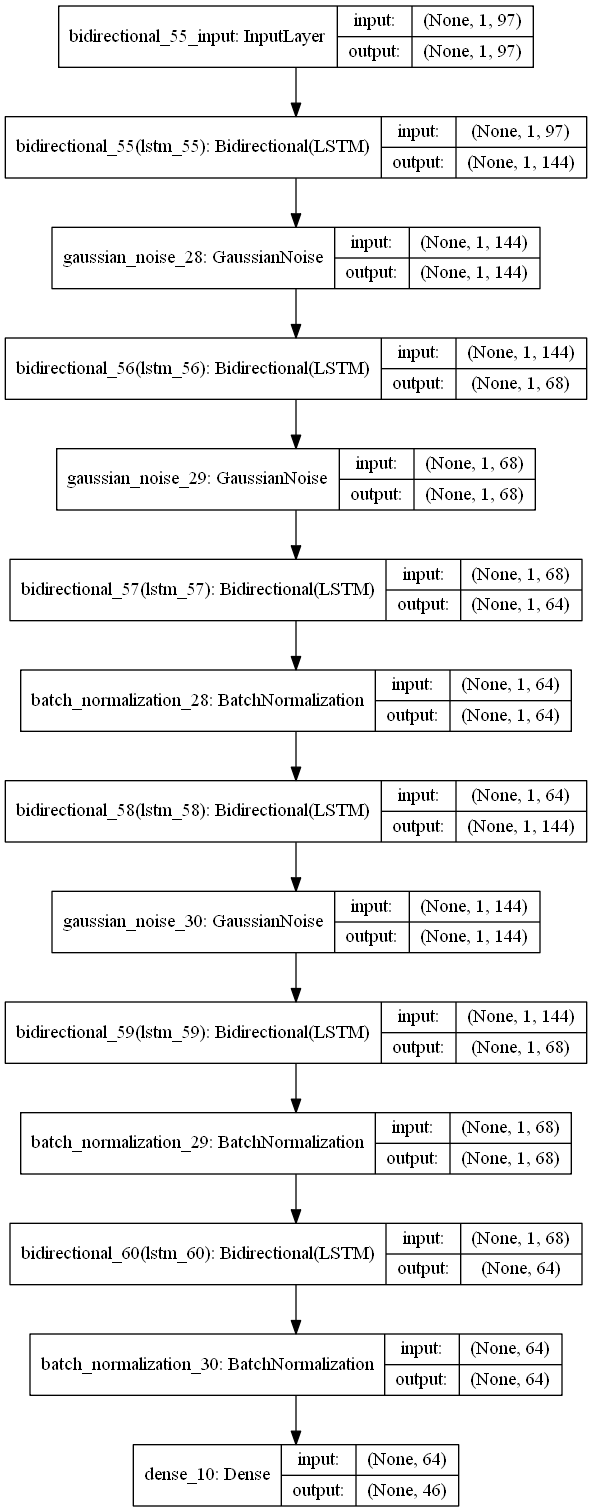 bidirectional_55_input: InputLayer input: (None, 1, 97)
output: (None, 1, 97)
bidirectional_55(lstm_55): Bidirectional(LSTM) input: (None, 1, 97)
output: (None, 1, 144)
gaussian_noise_28: GaussianNoise input: (None, 1, 144)
output: (None, 1, 144)
bidirectional_56(lstm_56): Bidirectional(LSTM) input: (None, 1, 144)
output: (None, 1, 68)
gaussian_noise_29: GaussianNoise input: (None, 1, 68)
output: (None, 1, 68)
bidirectional_57(lstm_57): Bidirectional(LSTM) input: (None, 1, 68)
output: (None, 1, 64)
batch_normalization_28: BatchNormalization input: (None, 1, 64)
output: (None, 1, 64)
bidirectional_58(lstm_58): Bidirectional(LSTM) input: (None, 1, 64)
output: (None, 1, 144)
gaussian_noise_30: GaussianNoise input: (None, 1, 144)
output: (None, 1, 144)
bidirectional_59(lstm_59): Bidirectional(LSTM) input: (None, 1, 144)
output: (None, 1, 68)
batch_normalization_29: BatchNormalization input: (None, 1, 68)
output: (None, 1, 68)
bidirectional_60(lstm_60): Bidirectional(LSTM) input: (None, 1, 68)
output: (None, 64)
batch_normalization_30: BatchNormalization input: (None, 64)
output: (None, 64)
dense_10: Dense input: (None, 64)
output: (None, 46)